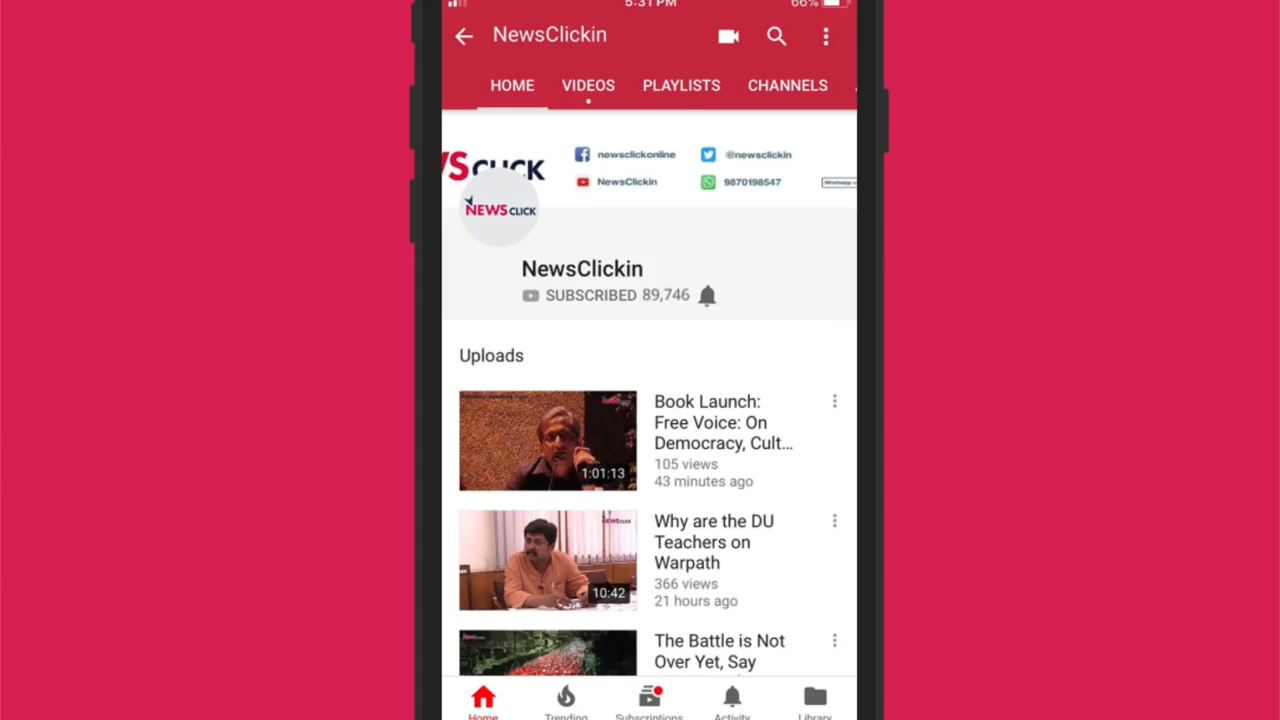 5:31 PM
66%
NewsClickin
HOME VIDEOS PLAYLISTS CHANNELS
WS CLICK
newsclickonline
@newsclickin
NewsClickin
9870198547
NEWS CLICK
NewsClickin
SUBSCRIBED 89,746
Uploads
Book Launch:
Free Voice: On
Democracy, Cult...
105 views
43 minutes ago
1:01:13
Why are the DU
Teachers on
Warpath
366 views
21 hours ago
NEWSCLICK
10:42
The Battle is Not
Over Yet, Say
Home Trending Subscriptions Activity Library